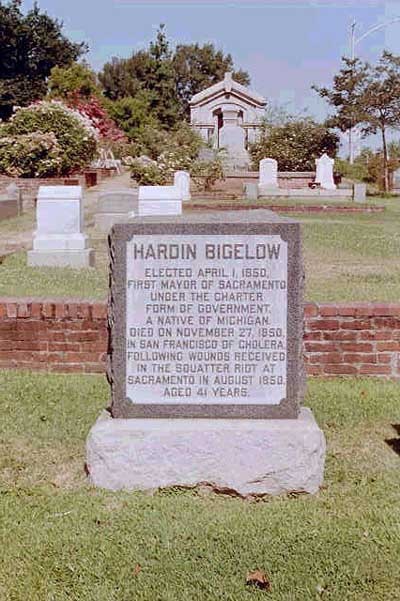 HARDIN BIGELOW
ELECTED APRIL 1, 1850,
FIRST MAYOR OF SACRAMENTO
UNDER THE CHARTER
FORM OF GOVERNMENT.
A NATIVE OF MICHIGAN.
DIED ON NOVEMBER 27, 1850,
IN SAN FRANCISCO OF CHOLERA,
FOLLOWING WOUNDS RECEIVED
IN THE SQUATTER RIOT AT
SACRAMENTO IN AUGUST 1850,
AGED 41 YEARS.